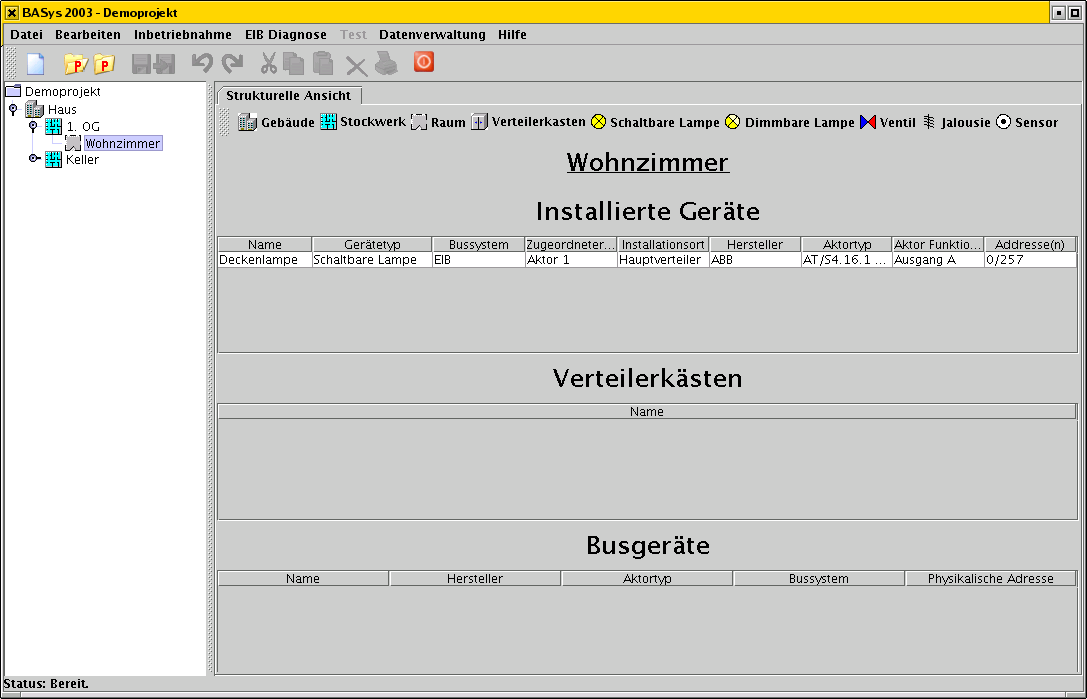 BASys 2003 - Demoprojekt
Datei Bearbeiten Inbetriebnahme EIB Diagnose Test Datenverwaltung Hilfe
P P
Demoprojekt
Haus
1. OG
Wohnzimmer
Keller
Strukturelle Ansicht
Gebäude Stockwerk Raum Verteilerkasten Schaltbare Lampe Dimmbare Lampe Ventil Jalousie Sensor
Wohnzimmer
Installierte Geräte
Name Gerätetyp Bussystem Zugeordneter... Installationsort Hersteller Aktortyp Aktor Funktio... Addresse(n)
Deckenlampe Schaltbare Lampe EIB Aktor 1 Hauptverteiler ABB AT/S4.16.1 ... Ausgang A 0/257
Verteilerkästen
Name
Busgeräte
Name Hersteller Aktortyp Bussystem Physikalische Adresse
Status: Bereit.